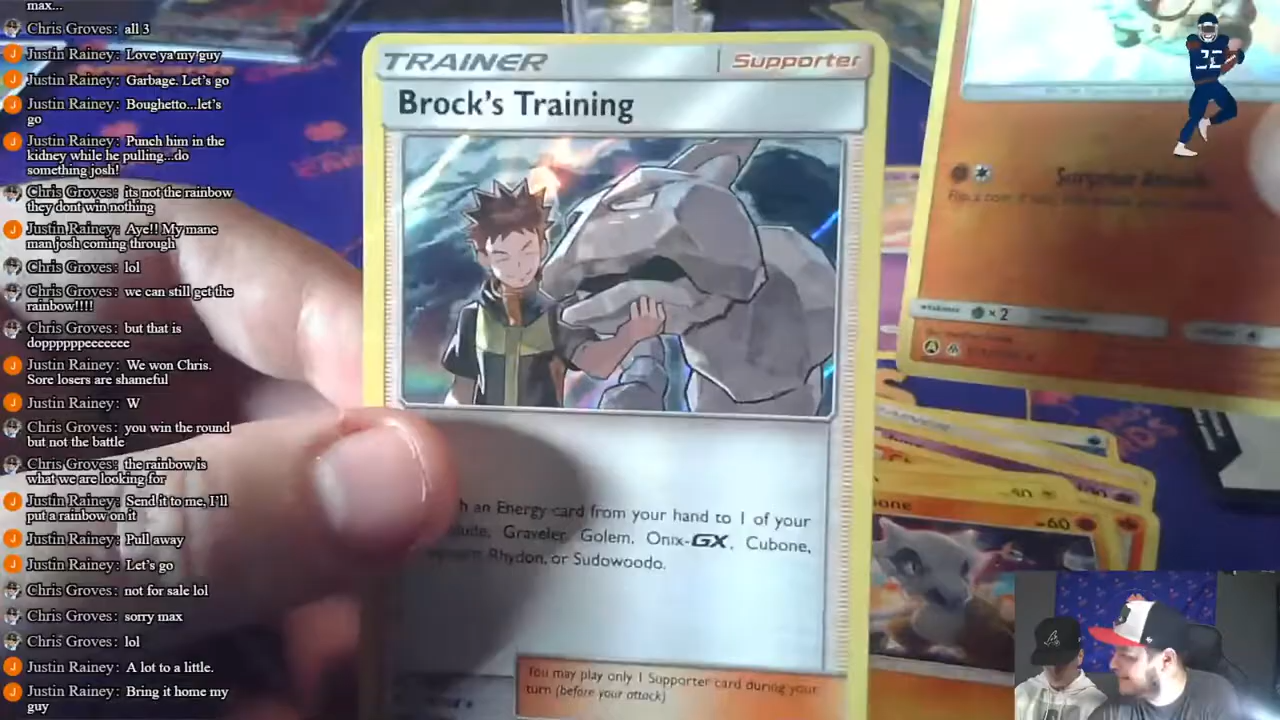 max...
Chris Groves: all 3
Justin Rainey: Love ya my guy
Justin Rainey: Garbage. Let's go
Justin Rainey: Boughetto...let's
go
Justin Rainey: Punch him in the
kidney while he pulling...do
something josh!
Chris Groves: its not the rainbow
they dont win nothing
Justin Rainey: Aye!! My mane
man josh coming through
Chris Groves: lol
Chris Groves: we can still get the
rainbow!!!!
Chris Groves: but that is
doppppppeeeeeee
Justin Rainey: We won Chris.
Sore losers are shameful
Justin Rainey: W
Chris Groves: you win the round
but not the battle
Chris Groves: the rainbow is
what we are looking for
Justin Rainey: Send it to me, I'll
put a rainbow on it
Justin Rainey: Pull away
Justin Rainey: Let's go
Chris Groves: not for sale lol
Chris Groves: sorry max
Chris Groves: lol
Justin Rainey: A lot to a little.
Justin Rainey: Bring it home my
guy
TRAINER Supporter
Brock's Training
an Energy card from your hand to 1 of your
Graveler, Golem, Onix-GX, Cubone,
Rhydon, or Sudowoodo.
You may play only 1 Supporter card during your
turn (before your attack)
Surprise Attack
weakness ×2
60